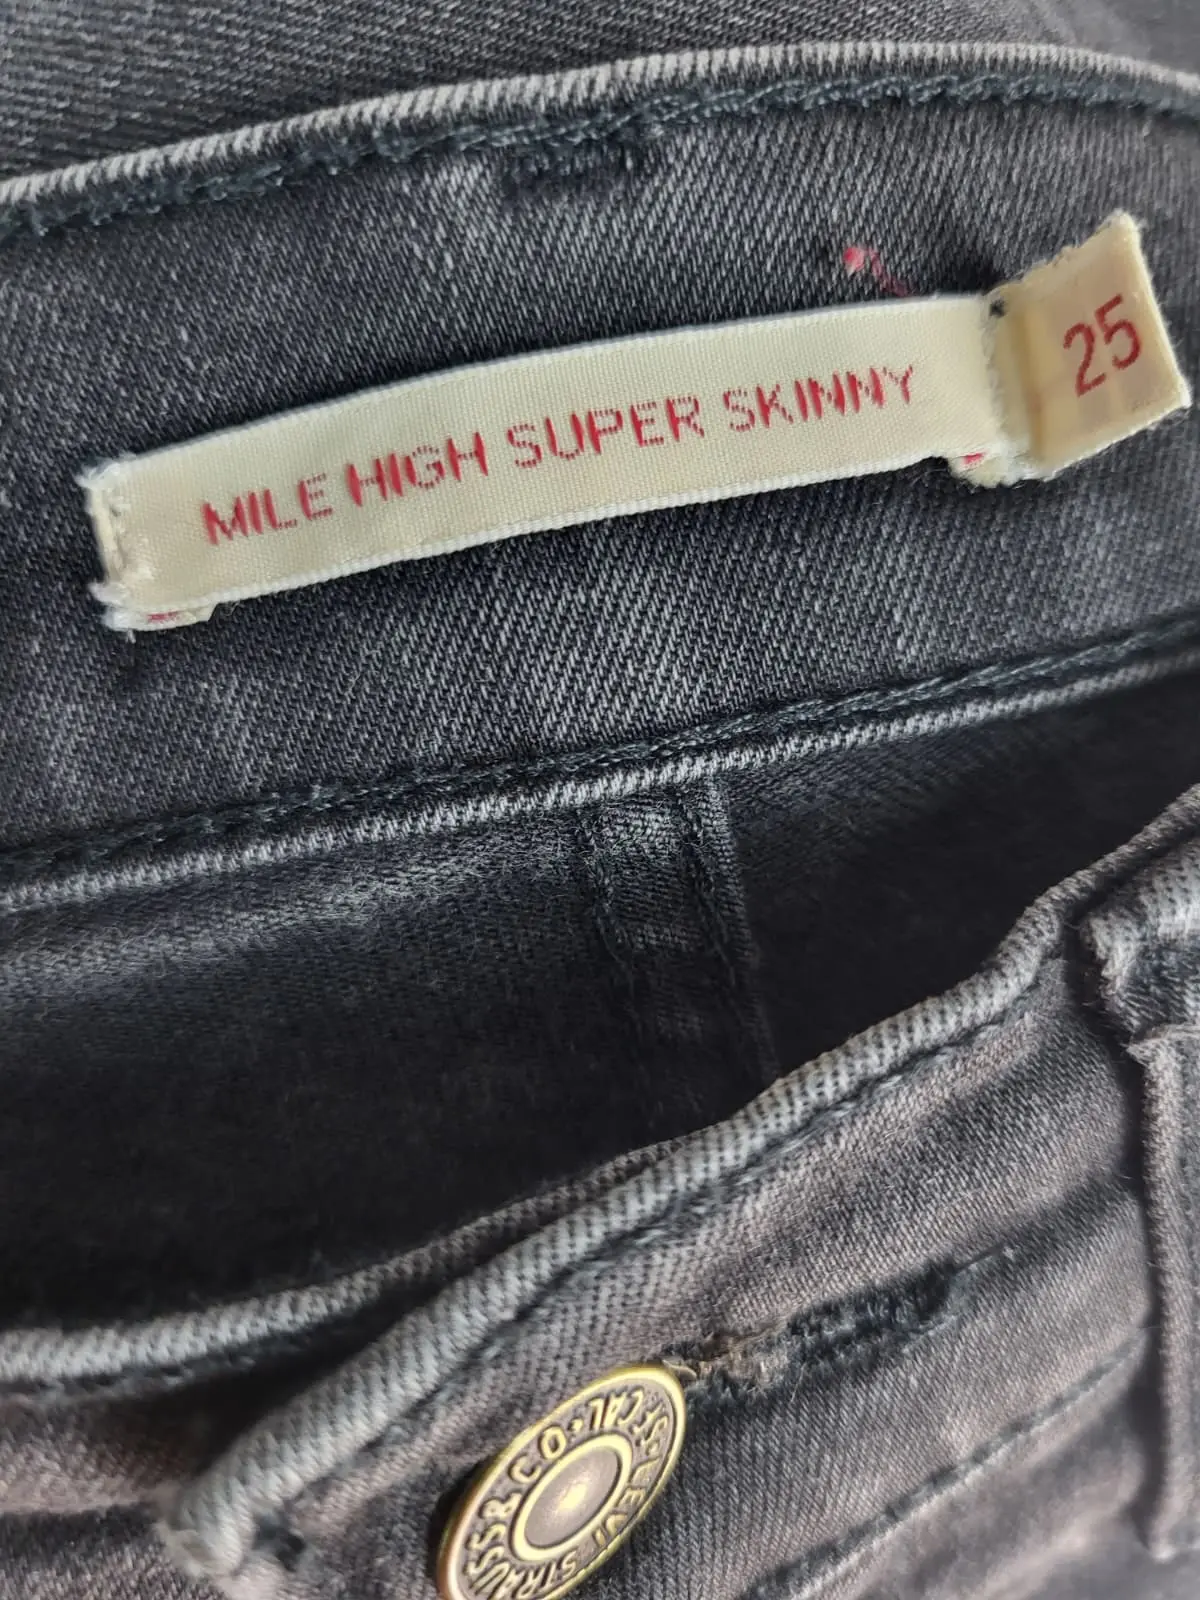 MILE HIGH SUPER SKINNY
25
LEVI STRAUSS & CO. S.F. CAL.